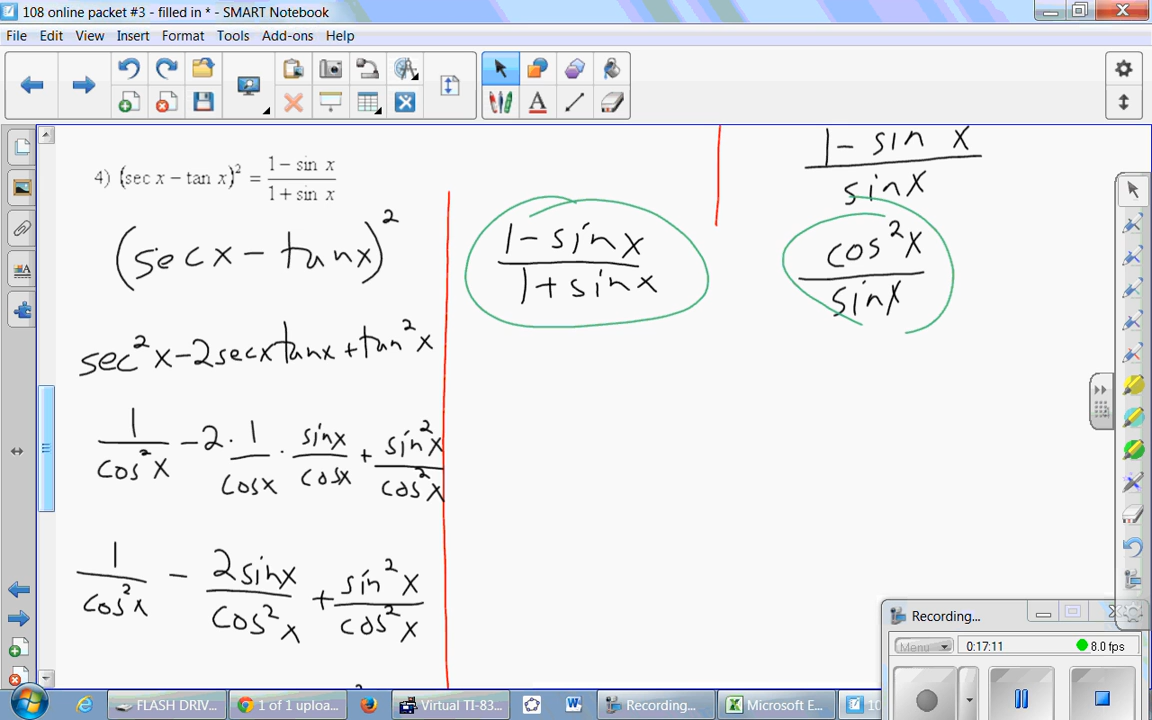 108 online packet #3 - filled in * - SMART Notebook
File Edit View Insert Format Tools Add-ons Help
4) (sec x − tan x)² = (1 − sin x)/(1 + sin x)
(secx − tanx)²
sec²x − 2secxtanx + tan²x
1/cos²x − 2 · 1/cosx · sinx/cosx + sin²x/cos²x
1/cos²x − 2sinx/cos²x + sin²x/cos²x
(1 − sinx)/(1 + sinx)
(1 − sin x)/sinx
cos²x/sinx
Recording...
Menu 0:17:11 8.0 fps
FLASH DRIV... 1 of 1 uploa... Virtual TI-83... Recording... Microsoft E... 10